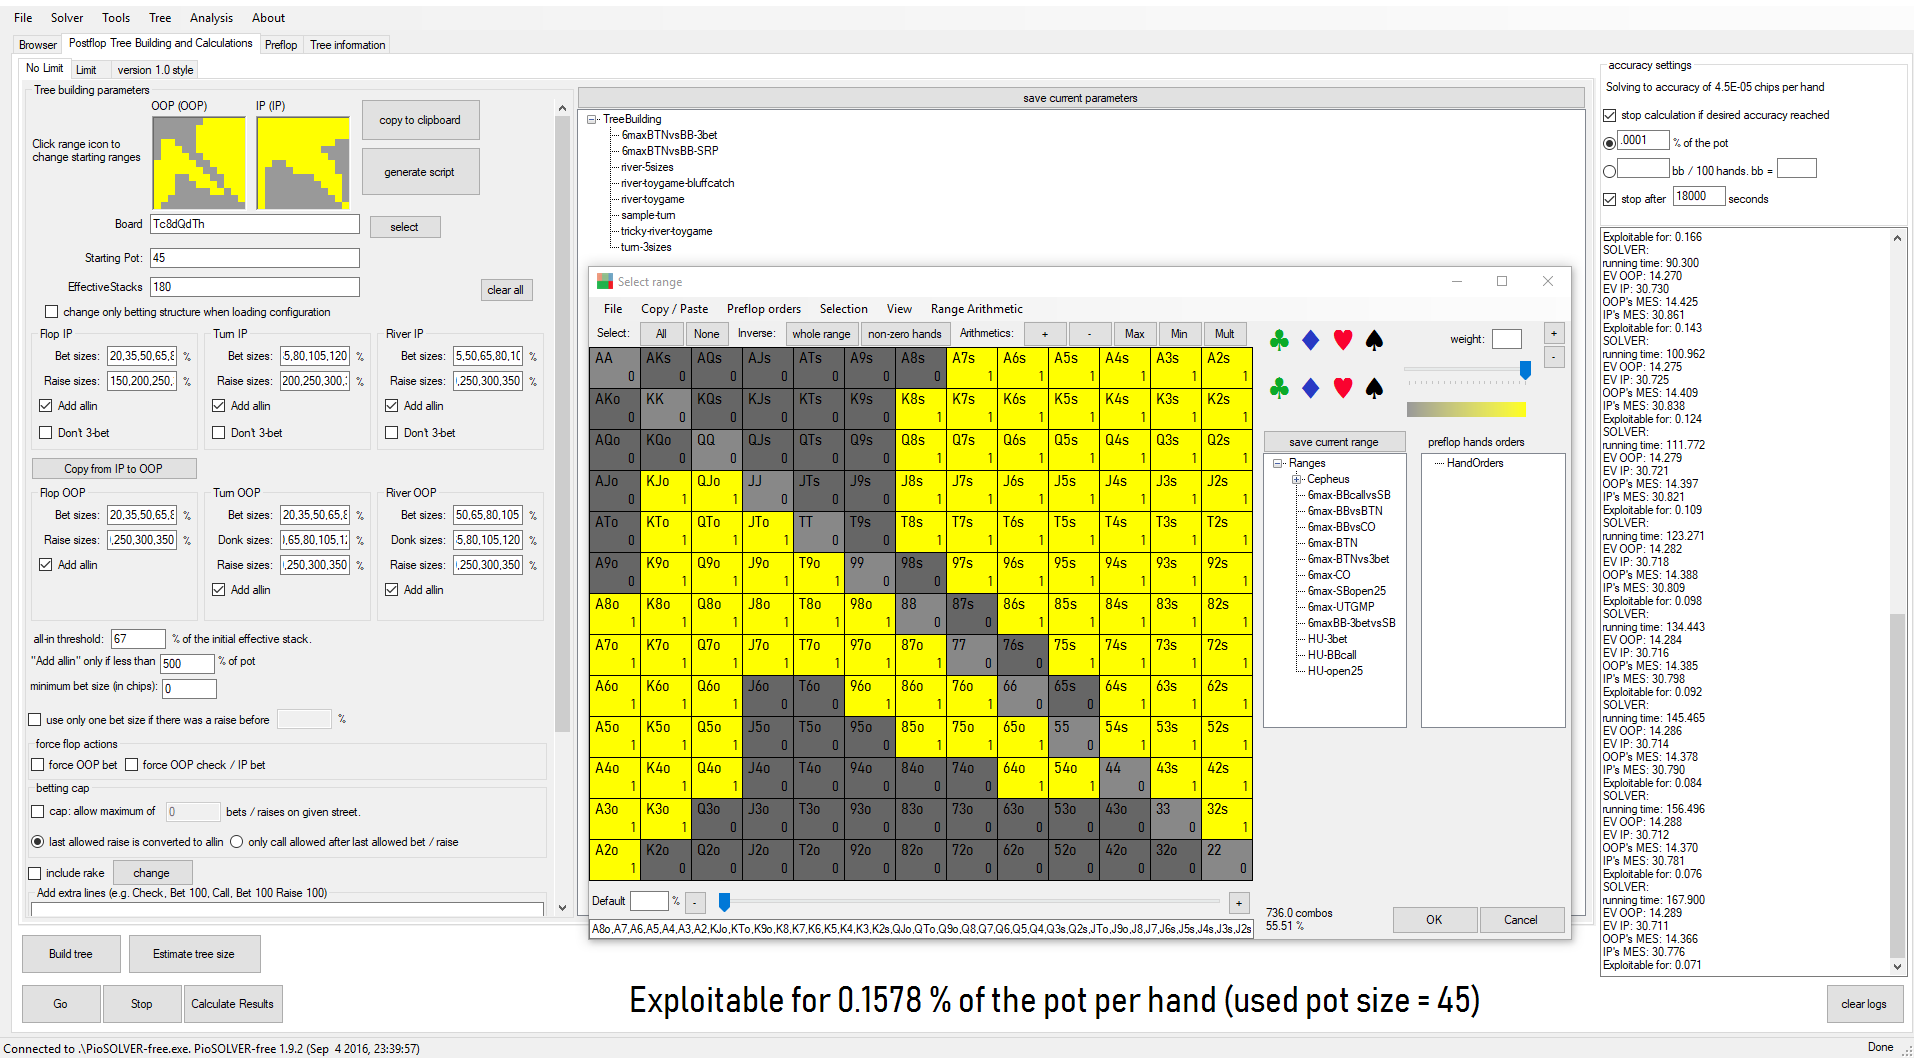 File Solver Tools Tree Analysis About
Browser Postflop Tree Building and Calculations Preflop Tree information
No Limit Limit version 1.0 style
Tree building parameters
OOP (OOP) IP (IP)
Click range icon to
change starting ranges
copy to clipboard
generate script
Board Tc8dQdTh select
Starting Pot: 45
EffectiveStacks 180 clear all
change only betting structure when loading configuration
Flop IP
Bet sizes: 20,35,50,65,8 %
Raise sizes: 150,200,250, %
Add allin
Don't 3-bet
Turn IP
Bet sizes: 5,80,105,120 %
Raise sizes: 200,250,300, %
Add allin
Don't 3-bet
River IP
Bet sizes: 5,50,65,80,10 %
Raise sizes: ,250,300,350 %
Add allin
Don't 3-bet
Copy from IP to OOP
Flop OOP
Bet sizes: 20,35,50,65,8 %
Raise sizes: ,250,300,350 %
Add allin
Turn OOP
Bet sizes: 20,35,50,65,8 %
Donk sizes: ,65,80,105,1 %
Raise sizes: ,250,300,350 %
Add allin
River OOP
Bet sizes: 50,65,80,105 %
Donk sizes: 5,80,105,120 %
Raise sizes: ,250,300,350 %
Add allin
all-in threshold: 67 % of the initial effective stack.
"Add allin" only if less than 500 % of pot
minimum bet size (in chips): 0
use only one bet size if there was a raise before %
force flop actions
force OOP bet force OOP check / IP bet
betting cap
cap: allow maximum of 0 bets / raises on given street.
last allowed raise is converted to allin only call allowed after last allowed bet / raise
include rake change
Add extra lines (e.g. Check, Bet 100, Call, Bet 100 Raise 100)
Build tree Estimate tree size
Go Stop Calculate Results
save current parameters
TreeBuilding
6maxBTNvsBB-3bet
6maxBTNvsBB-SRP
river-5sizes
river-toygame-bluffcatch
river-toygame
sample-turn
tricky-river-toygame
turn-3sizes
Select range
File Copy / Paste Preflop orders Selection View Range Arithmetic
Select: All None Inverse: whole range non-zero hands Arithmetics: + - Max Min Mult
AA AKs AQs AJs ATs A9s A8s A7s A6s A5s A4s A3s A2s
0 0 0 0 0 0 0 1 1 1 1 1 1
AKo KK KQs KJs KTs K9s K8s K7s K6s K5s K4s K3s K2s
0 0 0 0 0 0 1 1 1 1 1 1 1
AQo KQo QQ QJs QTs Q9s Q8s Q7s Q6s Q5s Q4s Q3s Q2s
0 0 0 0 0 0 1 1 1 1 1 1 1
AJo KJo QJo JJ JTs J9s J8s J7s J6s J5s J4s J3s J2s
0 1 1 0 0 0 1 1 1 1 1 1 1
ATo KTo QTo JTo TT T9s T8s T7s T6s T5s T4s T3s T2s
0 1 1 1 0 0 1 1 1 1 1 1 1
A9o K9o Q9o J9o T9o 99 98s 97s 96s 95s 94s 93s 92s
0 1 1 1 1 0 0 1 1 1 1 1 1
A8o K8o Q8o J8o T8o 98o 88 87s 86s 85s 84s 83s 82s
1 1 1 1 1 1 0 0 1 1 1 1 1
A7o K7o Q7o J7o T7o 97o 87o 77 76s 75s 74s 73s 72s
1 1 1 1 1 1 1 0 0 1 1 1 1
A6o K6o Q6o J6o T6o 96o 86o 76o 66 65s 64s 63s 62s
1 1 1 0 0 1 1 1 0 0 1 1 1
A5o K5o Q5o J5o T5o 95o 85o 75o 65o 55 54s 53s 52s
1 1 1 0 0 0 1 1 1 0 1 1 1
A4o K4o Q4o J4o T4o 94o 84o 74o 64o 54o 44 43s 42s
1 1 1 0 0 0 0 0 1 1 0 1 1
A3o K3o Q3o J3o T3o 93o 83o 73o 63o 53o 43o 33 32s
1 1 0 0 0 0 0 0 0 0 0 0 1
A2o K2o Q2o J2o T2o 92o 82o 72o 62o 52o 42o 32o 22
1 0 0 0 0 0 0 0 0 0 0 0 0
Default % - +
A8o,A7,A6,A5,A4,A3,A2,KJo,KTo,K9o,K8,K7,K6,K5,K4,K3,K2s,QJo,QTo,Q9o,Q8,Q7,Q6,Q5,Q4,Q3s,Q2s,JTo,J9o,J8,J7,J6s,J5s,J4s,J3s,J2s
weight: + -
save current range
Ranges
Cepheus
6max-BBcallvsSB
6max-BBvsBTN
6max-BBvsCO
6max-BTN
6max-BTNvs3bet
6max-CO
6max-SBopen25
6max-UTGMP
6maxBB-3betvsSB
HU-3bet
HU-BBcall
HU-open25
preflop hands orders
HandOrders
736.0 combos
55.51 %
OK Cancel
accuracy settings
Solving to accuracy of 4.5E-05 chips per hand
stop calculation if desired accuracy reached
.0001 % of the pot
bb / 100 hands. bb =
stop after 18000 seconds
Exploitable for: 0.166
SOLVER:
running time: 90.300
EV OOP: 14.270
EV IP: 30.730
OOP's MES: 14.425
IP's MES: 30.861
Exploitable for: 0.143
SOLVER:
running time: 100.962
EV OOP: 14.275
EV IP: 30.725
OOP's MES: 14.409
IP's MES: 30.838
Exploitable for: 0.124
SOLVER:
running time: 111.772
EV OOP: 14.279
EV IP: 30.721
OOP's MES: 14.397
IP's MES: 30.821
Exploitable for: 0.109
SOLVER:
running time: 123.271
EV OOP: 14.282
EV IP: 30.718
OOP's MES: 14.388
IP's MES: 30.809
Exploitable for: 0.098
SOLVER:
running time: 134.443
EV OOP: 14.284
EV IP: 30.716
OOP's MES: 14.385
IP's MES: 30.798
Exploitable for: 0.092
SOLVER:
running time: 145.465
EV OOP: 14.286
EV IP: 30.714
OOP's MES: 14.378
IP's MES: 30.790
Exploitable for: 0.084
SOLVER:
running time: 156.496
EV OOP: 14.288
EV IP: 30.712
OOP's MES: 14.370
IP's MES: 30.781
Exploitable for: 0.076
SOLVER:
running time: 167.900
EV OOP: 14.289
EV IP: 30.711
OOP's MES: 14.366
IP's MES: 30.776
Exploitable for: 0.071
clear logs
Exploitable for 0.1578 % of the pot per hand (used pot size = 45)
Connected to .\PioSOLVER-free.exe. PioSOLVER-free 1.9.2 (Sep 4 2016, 23:39:57) Done